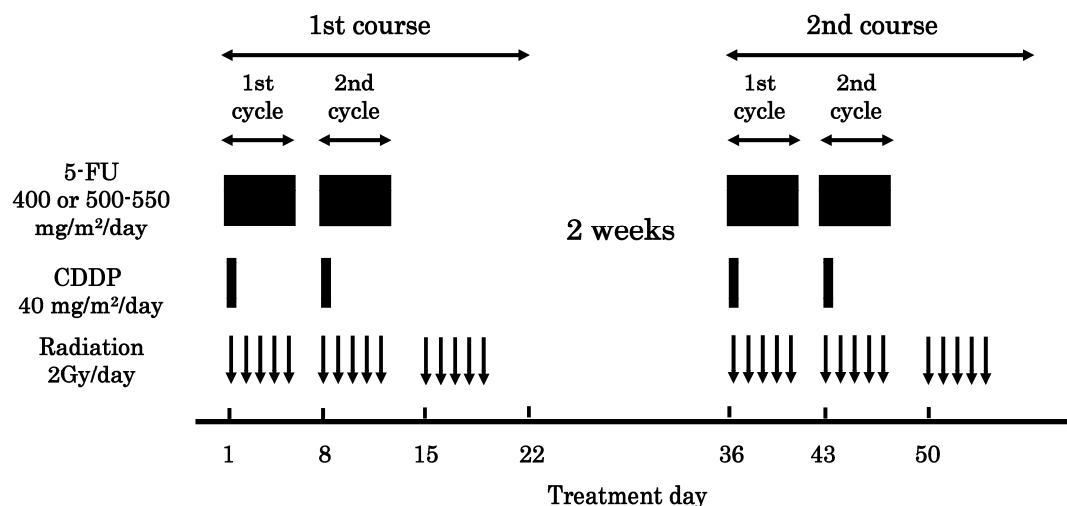 1st course
2nd course
1st
cycle
2nd
cycle
1st
cycle
2nd
cycle
5-FU
400 or 500-550
mg/m²/day
2 weeks
CDDP
40 mg/m²/day
Radiation
2Gy/day
1
8
15
22
36
43
50
Treatment day